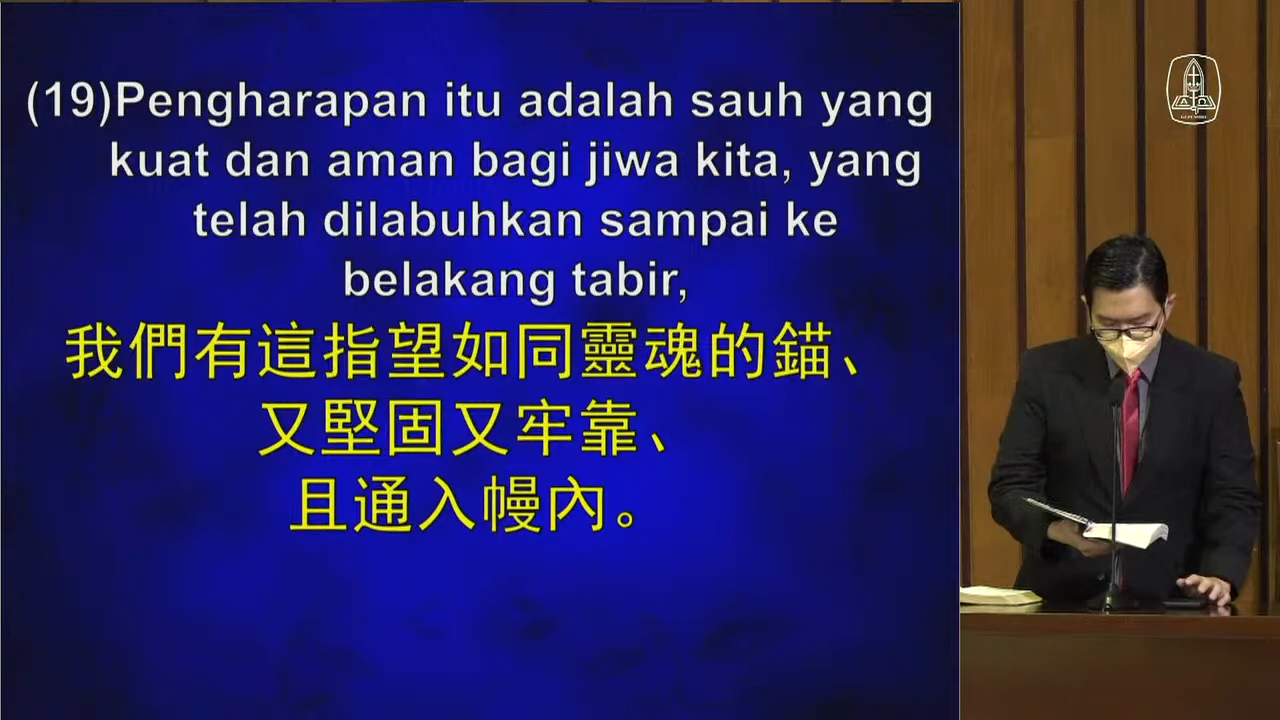 (19)Pengharapan itu adalah sauh yang
kuat dan aman bagi jiwa kita, yang
telah dilabuhkan sampai ke
belakang tabir,
我們有這指望如同靈魂的錨、
又堅固又牢靠、
且通入幔內。